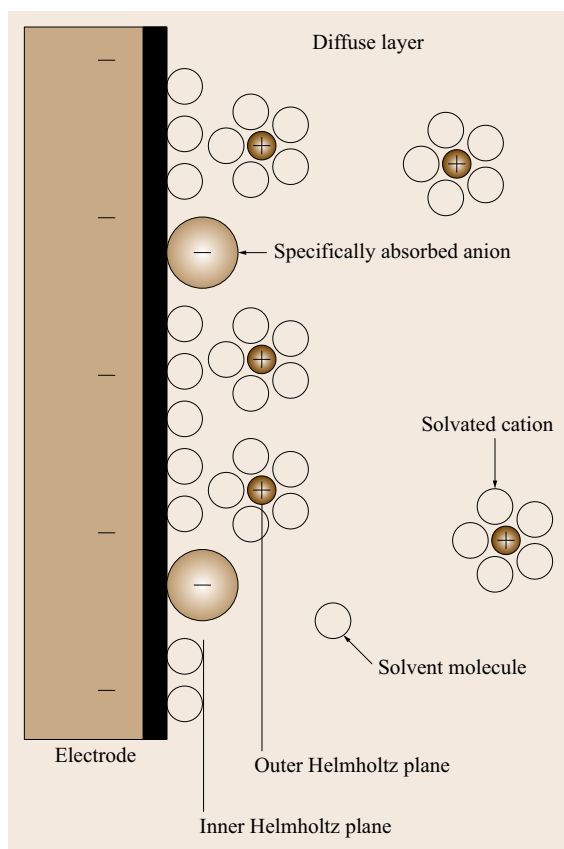 Diffuse layer
−
+
+
−
−
Specifically absorbed anion
+
−
Solvated cation
+
−
+
−
Solvent molecule
−
Electrode
Outer Helmholtz plane
Inner Helmholtz plane